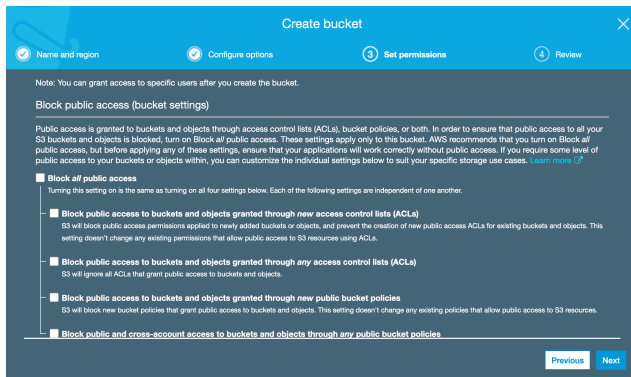 Create bucket
Name and region
Configure options
3 Set permissions
4 Review
Note: You can grant access to specific users after you create the bucket.
Block public access (bucket settings)
Public access is granted to buckets and objects through access control lists (ACLs), bucket policies, or both. In order to ensure that public access to all your
S3 buckets and objects is blocked, turn on Block all public access. These settings apply only to this bucket. AWS recommends that you turn on Block all
public access, but before applying any of these settings, ensure that your applications will work correctly without public access. If you require some level of
public access to your buckets or objects within, you can customize the individual settings below to suit your specific storage use cases. Learn more
Block all public access
Turning this setting on is the same as turning on all four settings below. Each of the following settings are independent of one another.
Block public access to buckets and objects granted through new access control lists (ACLs)
S3 will block public access permissions applied to newly added buckets or objects, and prevent the creation of new public access ACLs for existing buckets and objects. This
setting doesn't change any existing permissions that allow public access to S3 resources using ACLs.
Block public access to buckets and objects granted through any access control lists (ACLs)
S3 will ignore all ACLs that grant public access to buckets and objects.
Block public access to buckets and objects granted through new public bucket policies
S3 will block new bucket policies that grant public access to buckets and objects. This setting doesn't change any existing policies that allow public access to S3 resources.
Block public and cross-account access to buckets and objects through any public bucket policies
Previous
Next